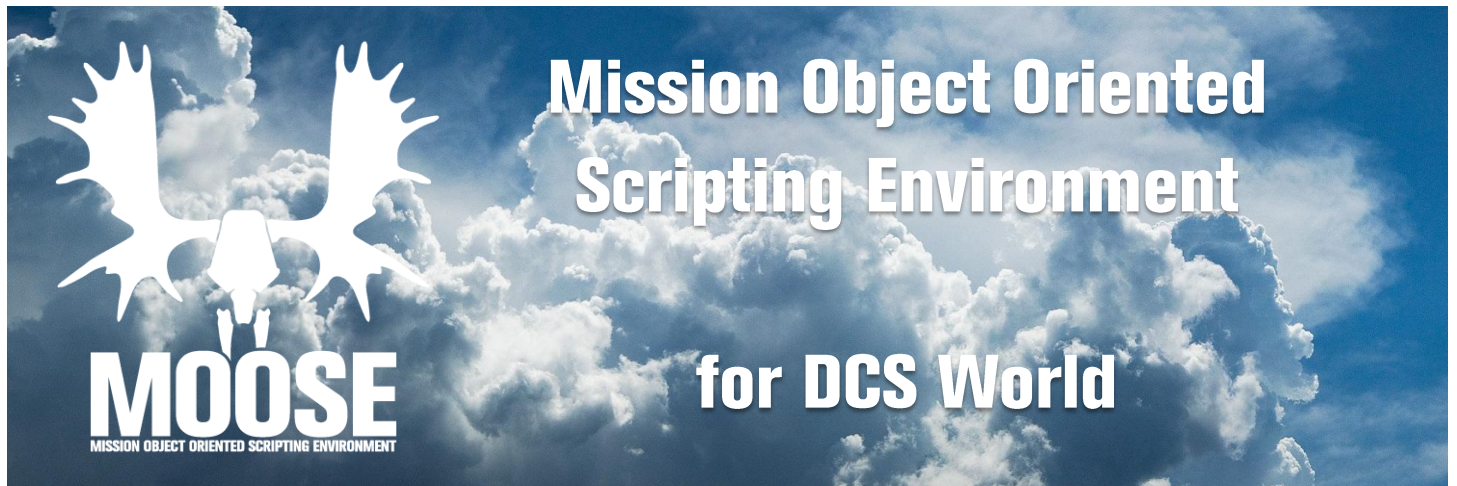 Mission Object Oriented
Scripting Environment
for DCS World
MOOSE
MISSION OBJECT ORIENTED SCRIPTING ENVIRONMENT